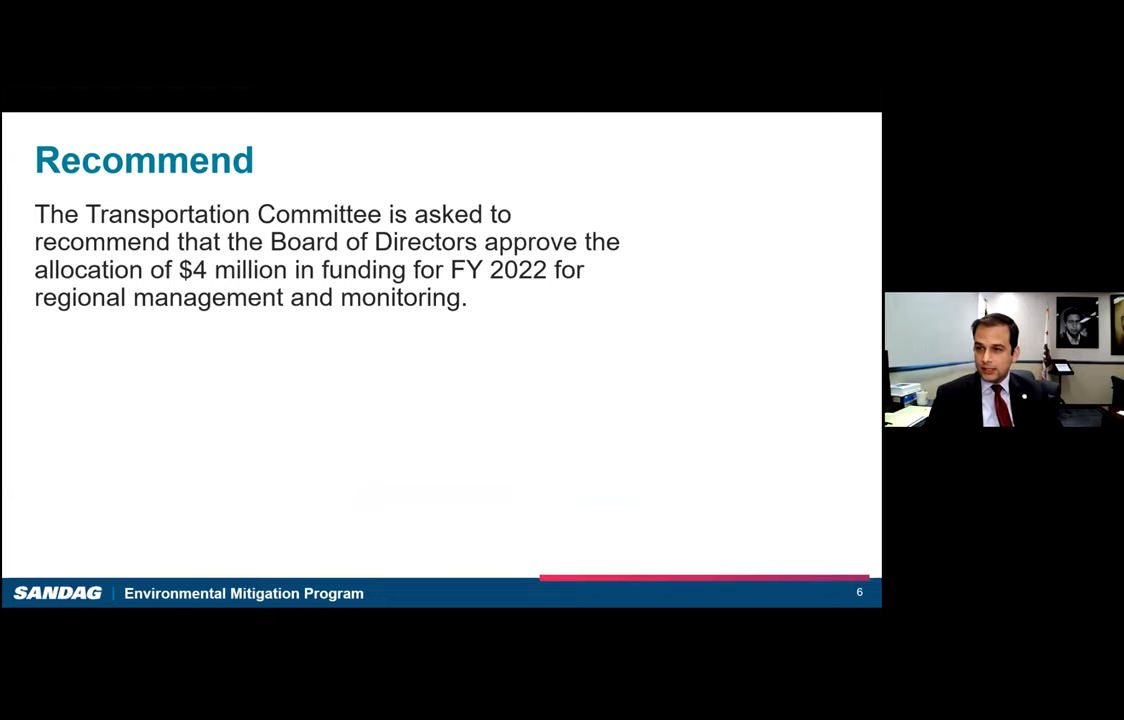 Recommend
The Transportation Committee is asked to
recommend that the Board of Directors approve the
allocation of $4 million in funding for FY 2022 for
regional management and monitoring.
SANDAG | Environmental Mitigation Program 6